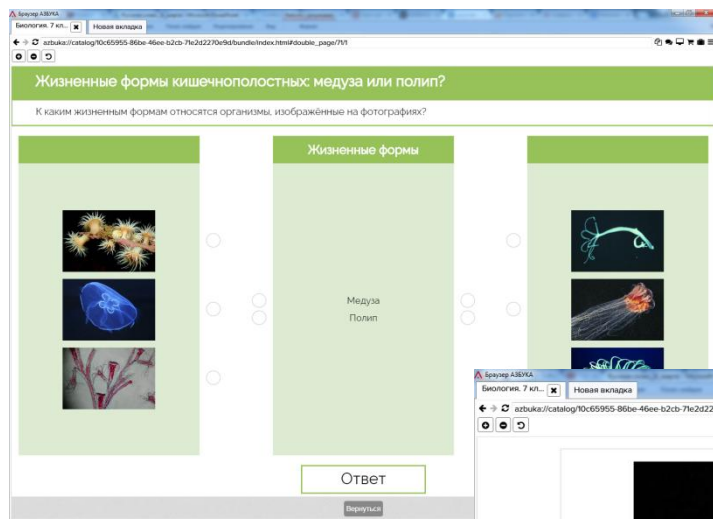 Браузер АЗБУКА
Биология. 7 кл...
Новая вкладка
azbuka://catalog/10c65955-86be-46ee-b2cb-71e2d2270e9d/bundle/index.html#double_page/71/1
Жизненные формы кишечнополостных: медуза или полип?
К каким жизненным формам относятся организмы, изображённые на фотографиях?
Жизненные формы
Медуза
Полип
Ответ
Вернуться
Браузер АЗБУКА
Биология. 7 кл...
Новая вкладка
azbuka://catalog/10c65955-86be-46ee-b2cb-71e2d22